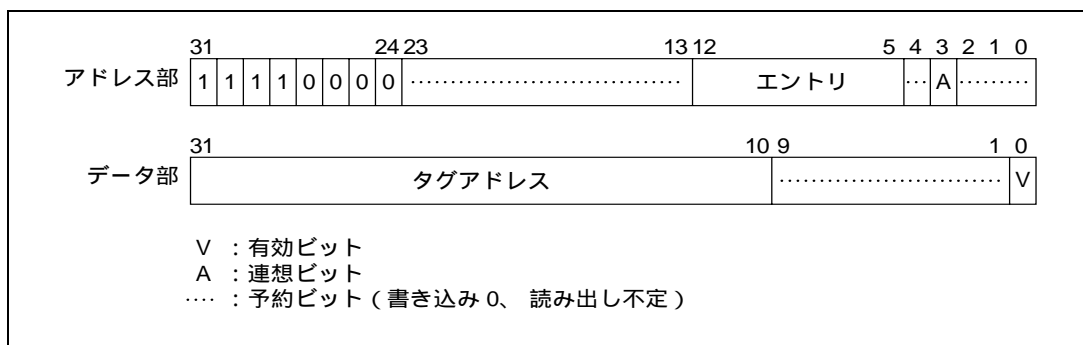 31 24 23 13 12 5 4 3 2 1 0
アドレス部 1 1 1 1 0 0 0 0 ………………………… エントリ … A ………
31 10 9 1 0
データ部 タグアドレス ………………………… V
V ：有効ビット
A ：連想ビット
‥‥ ：予約ビット（書き込み 0、 読み出し不定）